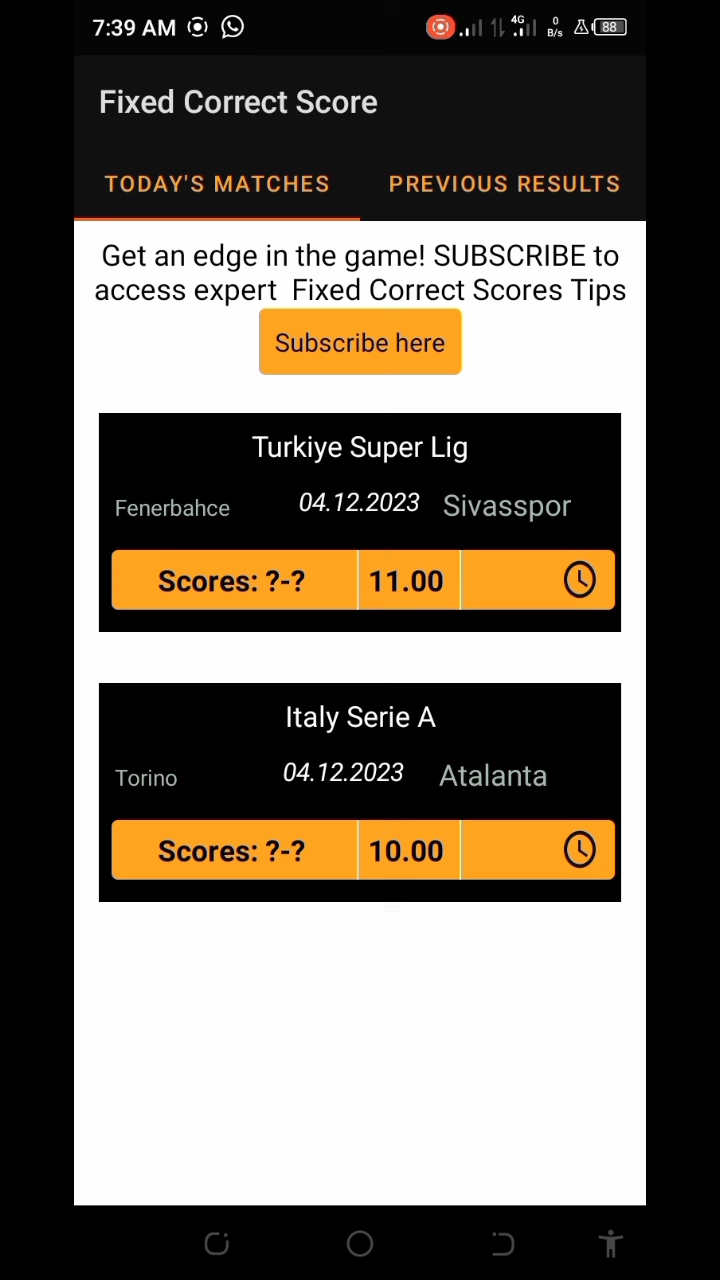 7:39 AM
4G
0
B/s
88
Fixed Correct Score
TODAY'S MATCHES PREVIOUS RESULTS
Get an edge in the game! SUBSCRIBE to
access expert Fixed Correct Scores Tips
Subscribe here
Turkiye Super Lig
Fenerbahce 04.12.2023 Sivasspor
Scores: ?-? 11.00
Italy Serie A
Torino 04.12.2023 Atalanta
Scores: ?-? 10.00